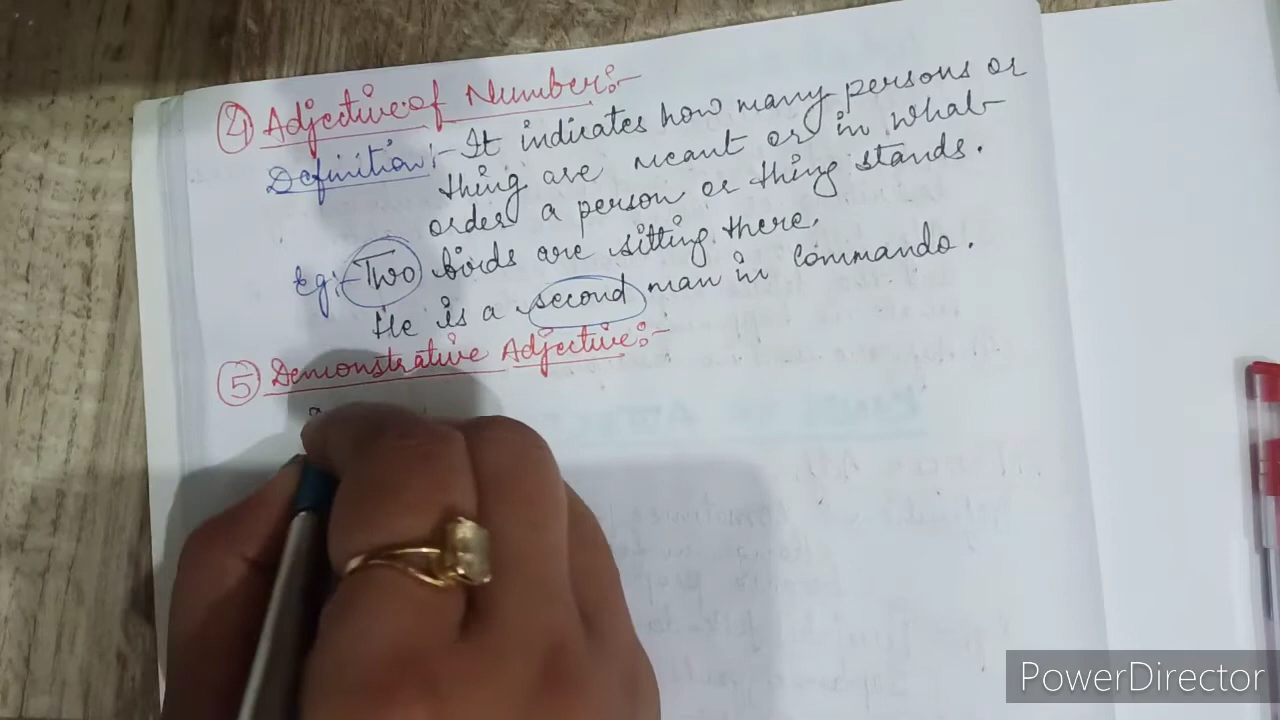 4 Adjective of Number:-
Definition:- It indicates how many persons or
thing are meant or in what
order a person or thing stands.
Eg:- Two birds are sitting there.
He is a second man in commando.
5 Demonstrative Adjective:-
PowerDirector